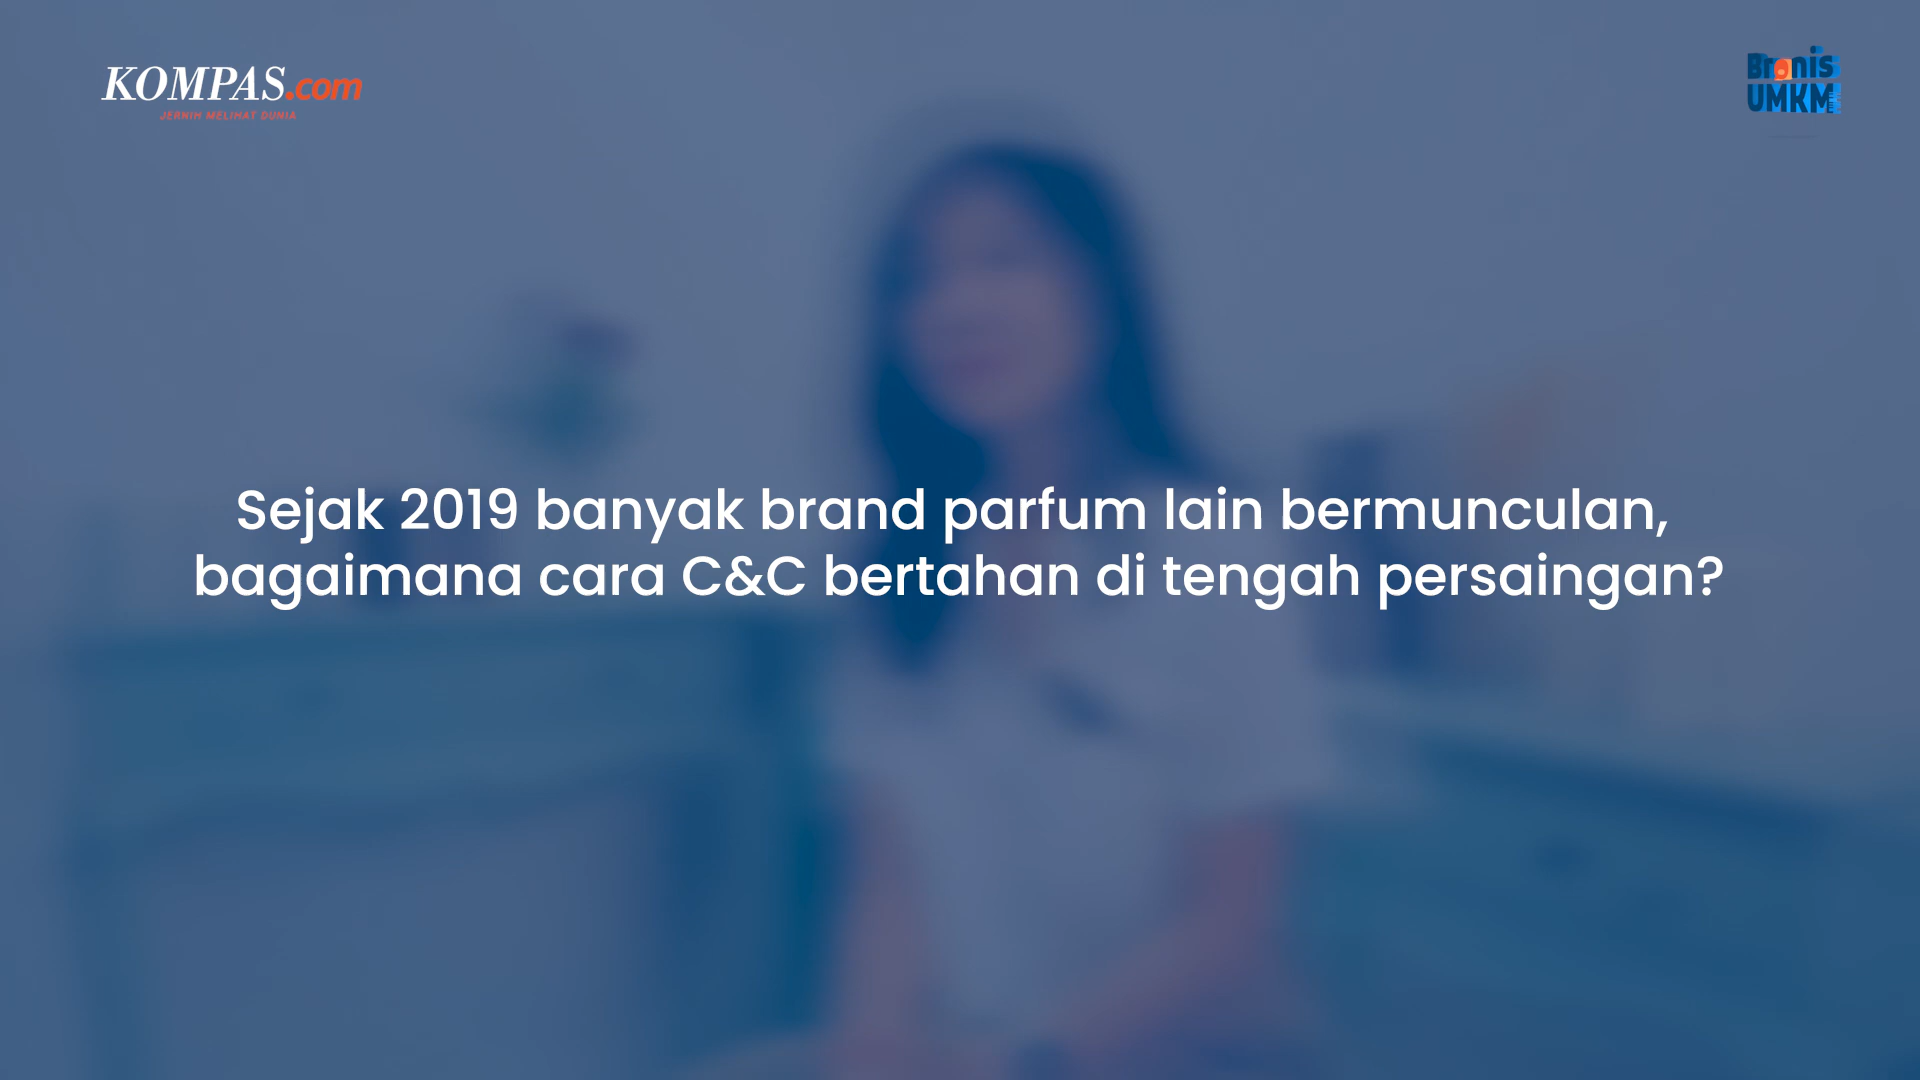 KOMPAS.com
JERNIH MELIHAT DUNIA
Branis
UMKM
Sejak 2019 banyak brand parfum lain bermunculan,
bagaimana cara C&C bertahan di tengah persaingan?